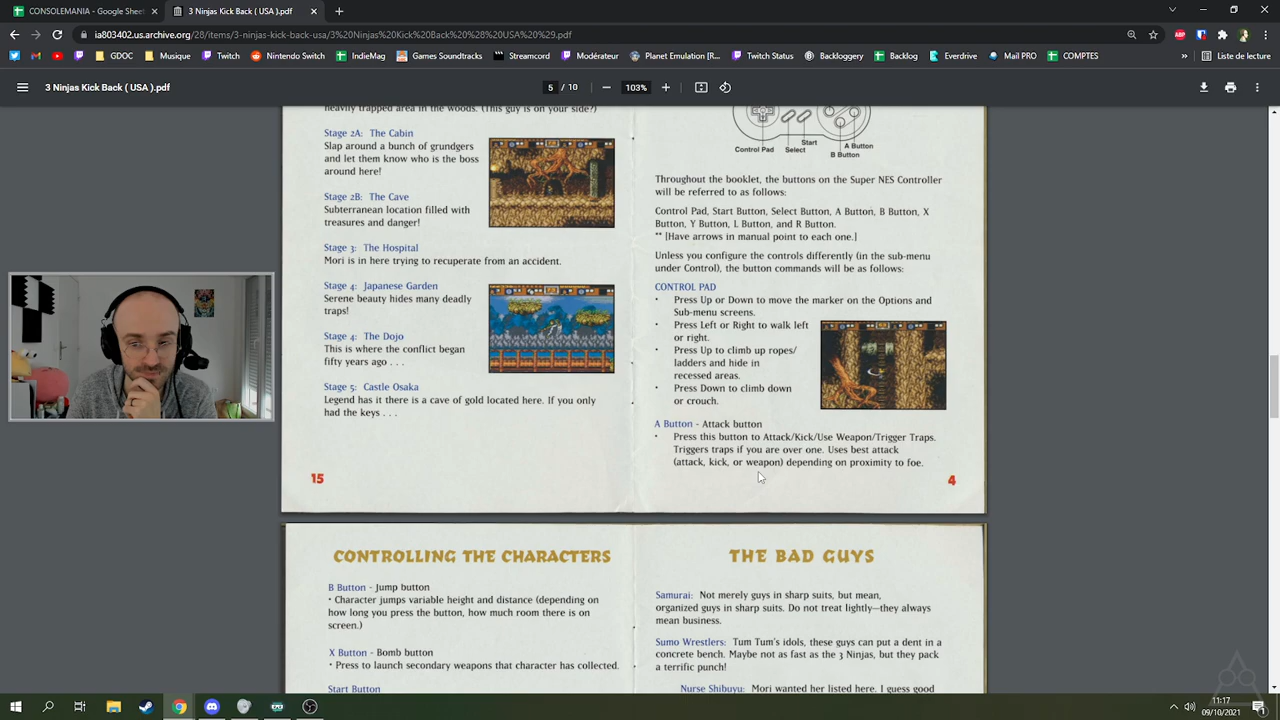 CONSOLEMANIA - Google Sheet
3 Ninjas Kick Back (USA).pdf
ia803402.us.archive.org/28/items/3-ninjas-kick-back-usa/3%20Ninjas%20Kick%20Back%20%28%20USA%20%29.pdf
Twitter
GDOC
Musique
Twitch
IndieMag
Games Soundtracks
Streamcord
Modérateur
Planet Emulation [R...
Twitch Stats
Backloggery
Backlog
Everdrive
Mail PRO
COMPTES
Liste de lecture
3 Ninjas Kick Back (USA ).pdf
5 / 10
103%
heavily trapped area in the woods. (This guy is on your side?)
Stage 2A: The Cabin
Slap around a bunch of grundgers
and let them know who is the boss
around here!
Stage 2B: The Cave
Subterranean location filled with
treasures and danger!
Stage 3: The Hospital
Mori is in here trying to recuperate from an accident.
Stage 4: Japanese Garden
Serene beauty hides many deadly
traps!
Stage 4: The Dojo
This is where the conflict began
fifty years ago . . .
Stage 5: Castle Osaka
Legend has it there is a cave of gold located here. If you only
had the keys . . .
15
Control Pad
Select
Start
B Button
A Button
Throughout the booklet, the buttons on the Super NES Controller
will be referred to as follows:
Control Pad, Start Button, Select Button, A Button, B Button, X
Button, Y Button, L Button, and R Button.
** [Have arrows in manual point to each one.]
Unless you configure the controls differently (in the sub-menu
under Control), the button commands will be as follows:
CONTROL PAD
• Press Up or Down to move the marker on the Options and
Sub-menu screens.
• Press Left or Right to walk left
or right.
• Press Up to climb up ropes/
ladders and hide in
recessed areas.
• Press Down to climb down
or crouch.
A Button - Attack button
• Press this button to Attack/Kick/Use Weapon/Trigger Traps.
Triggers traps if you are over one. Uses best attack
(attack, kick, or weapon) depending on proximity to foe.
4
CONTROLLING THE CHARACTERS
B Button - Jump button
• Character jumps variable height and distance (depending on
how long you press the button, how much room there is on
screen.)
X Button - Bomb button
• Press to launch secondary weapons that character has collected.
Start Button
THE BAD GUYS
Samurai: Not merely guys in sharp suits, but mean,
organized guys in sharp suits. Do not treat lightly—they always
mean business.
Sumo Wrestlers: Tum Tum's idols, these guys can put a dent in a
concrete bench. Maybe not as fast as the 3 Ninjas, but they pack
a terrific punch!
Nurse Shibuyu: Mori wanted her listed here. I guess good
11:17
09/10/2021